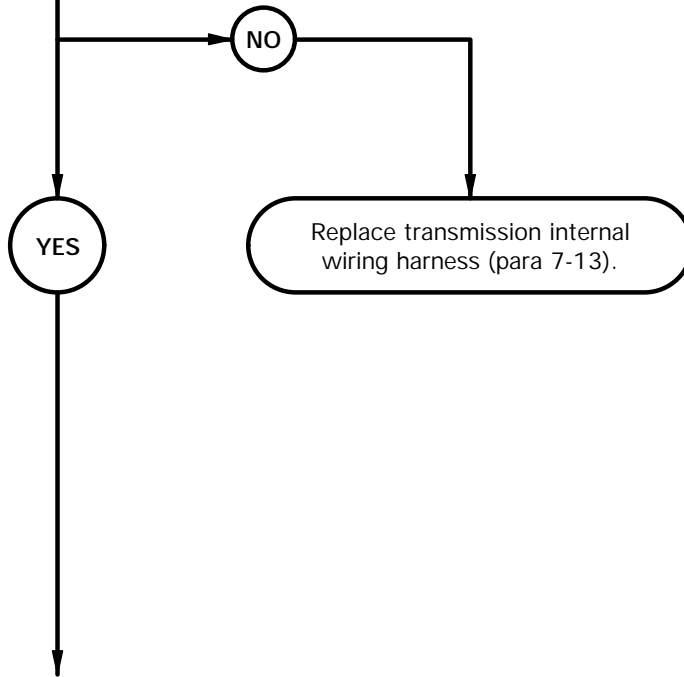 NO
YES
Replace transmission internal
wiring harness (para 7-13).